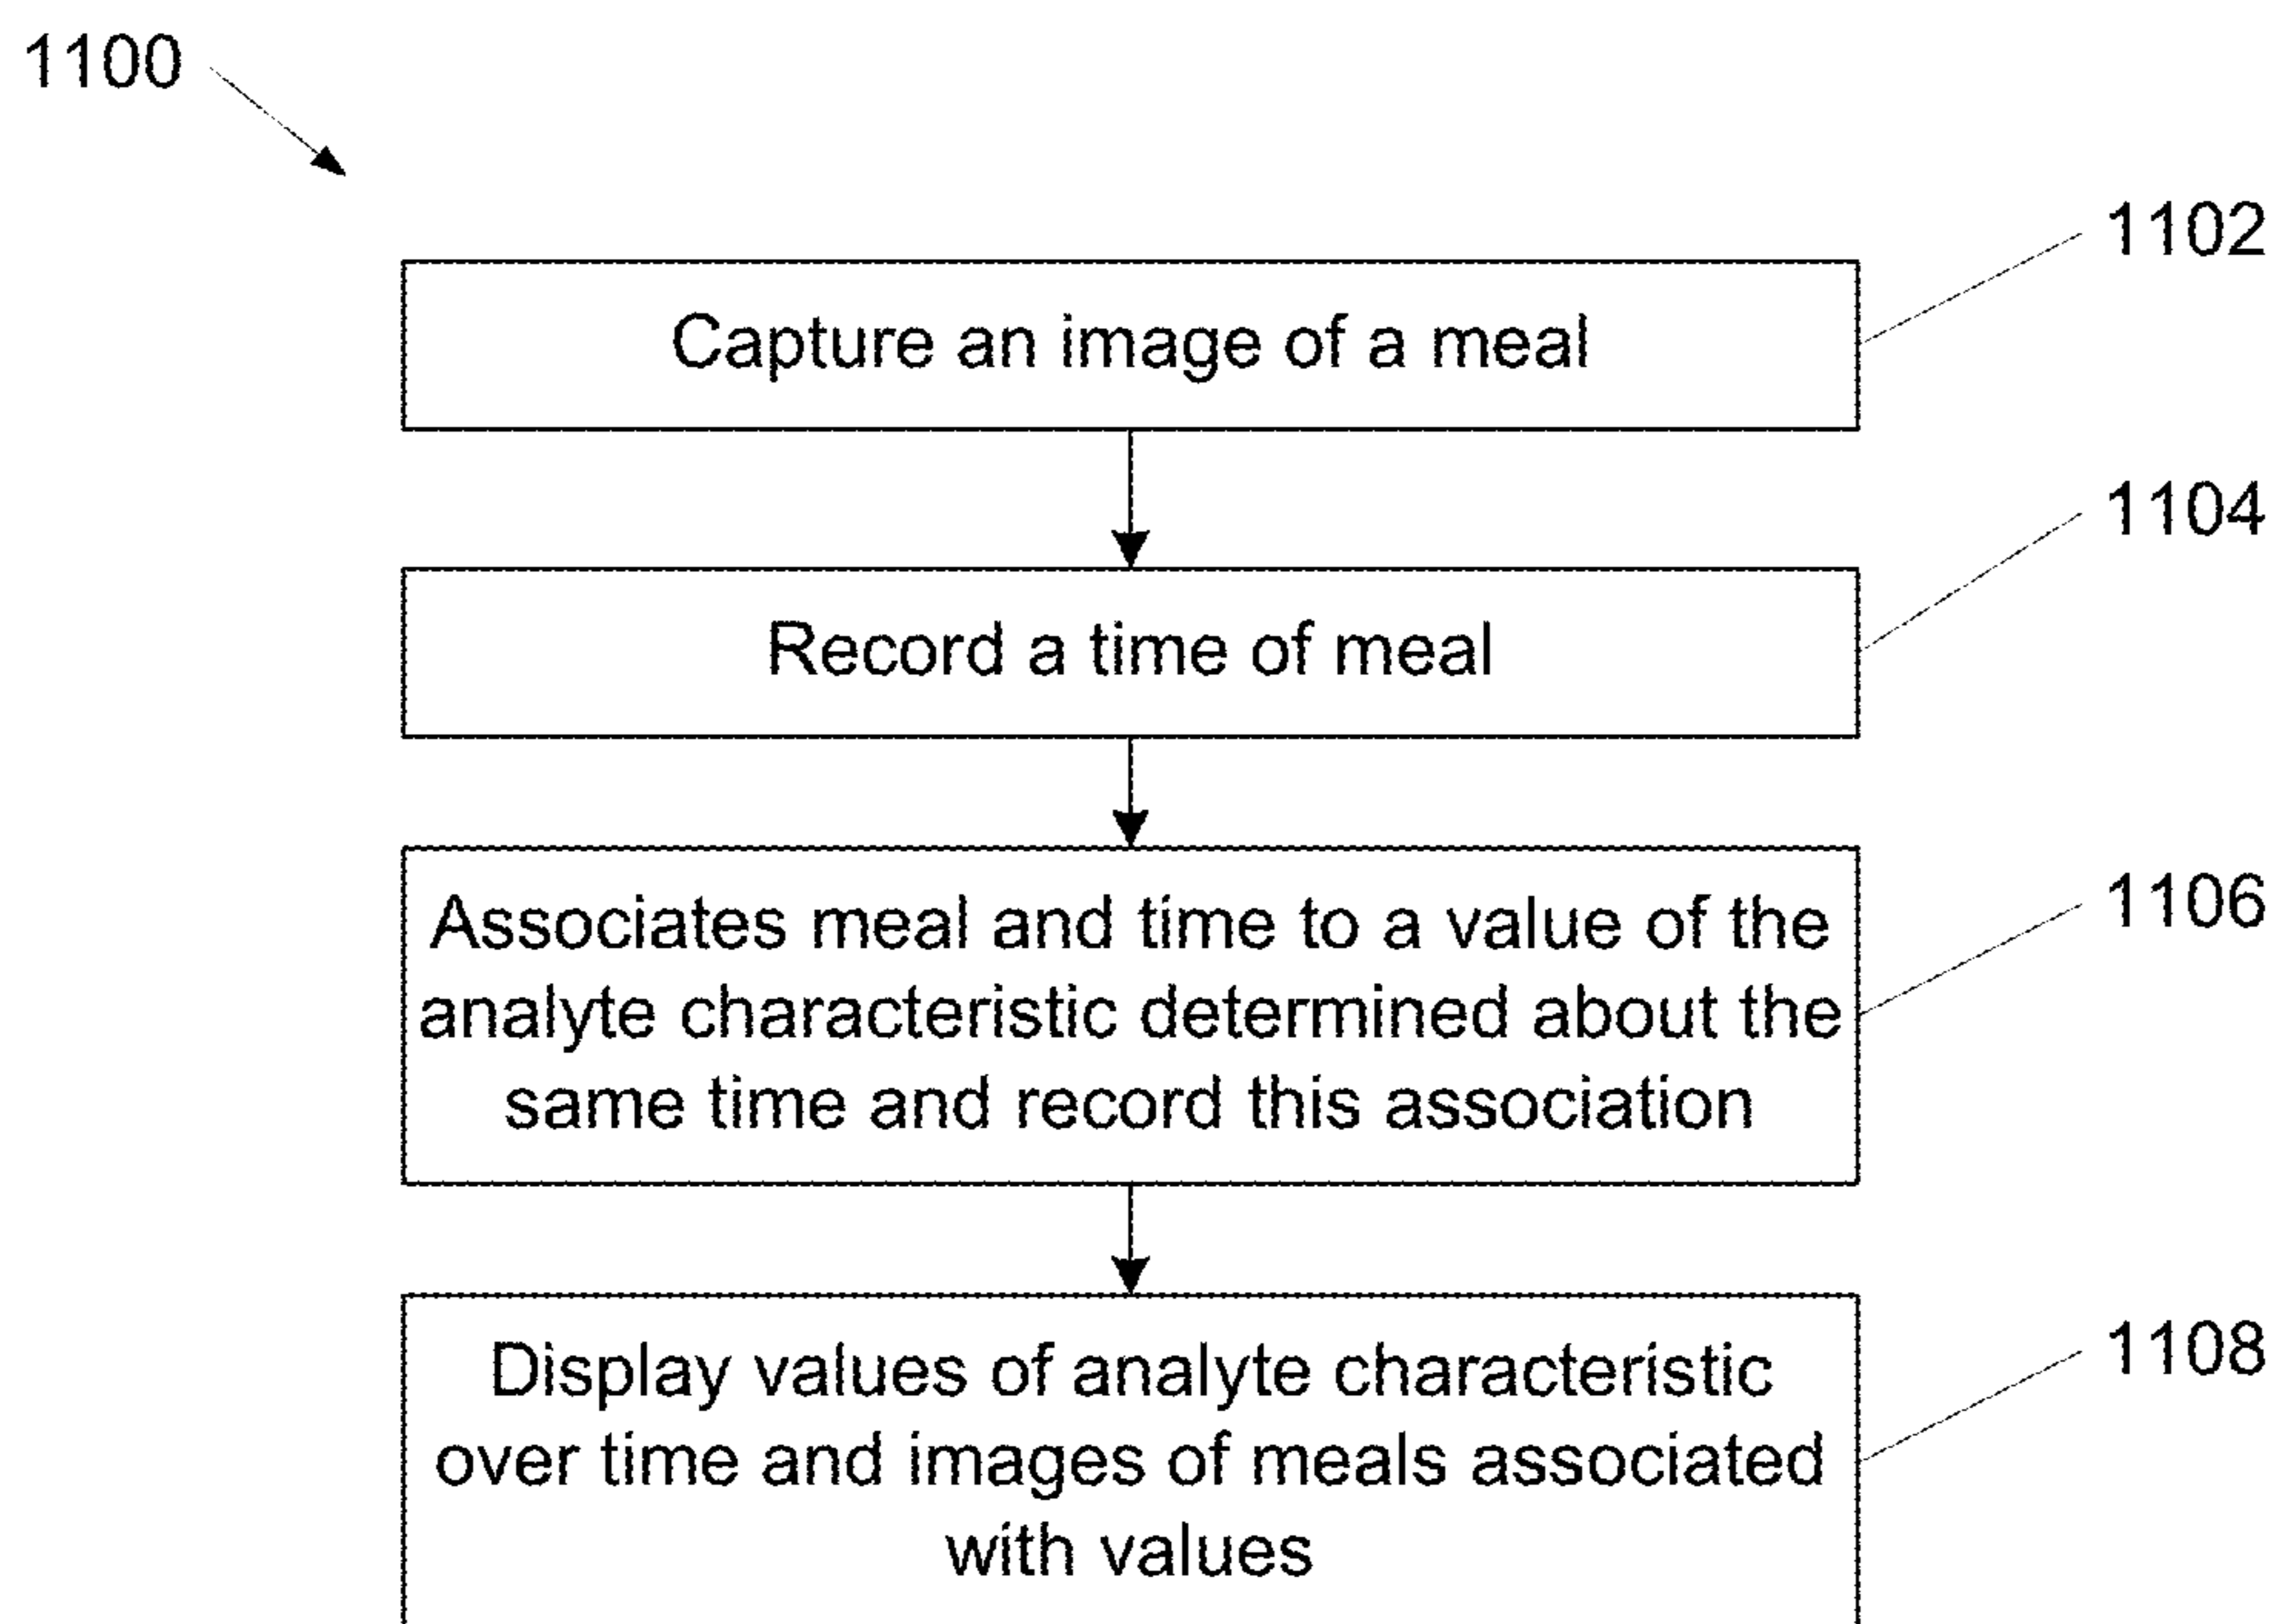 1100
1102
Capture an image of a meal
1104
Record a time of meal
1106
Associates meal and time to a value of the
analyte characteristic determined about the
same time and record this association
1108
Display values of analyte characteristic
over time and images of meals associated
with values